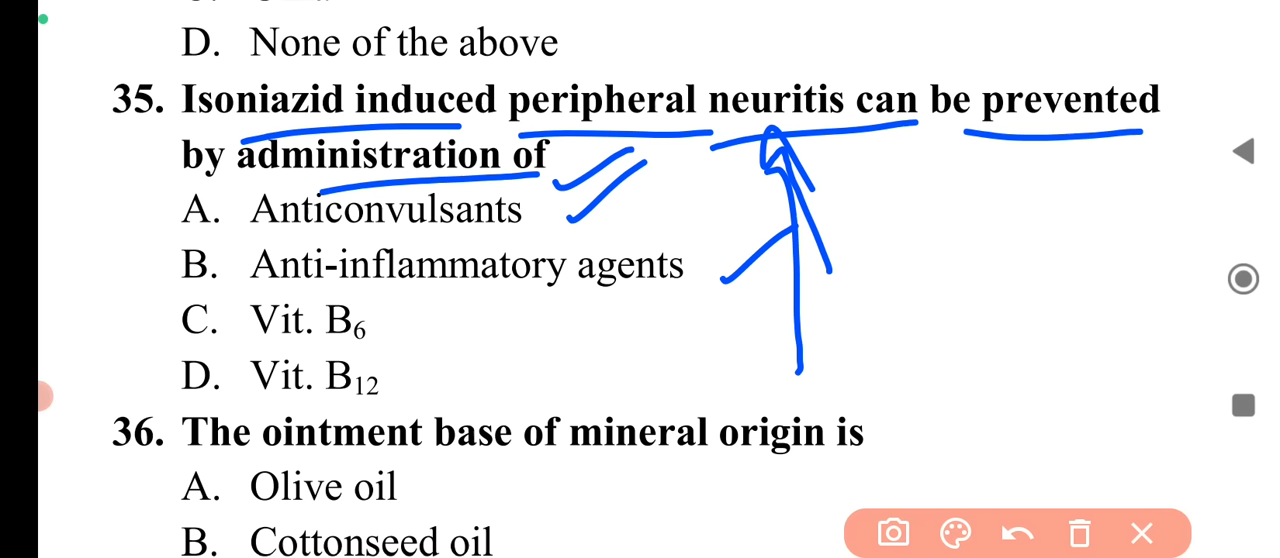 D. None of the above
35. Isoniazid induced peripheral neuritis can be prevented
by administration of
A. Anticonvulsants
B. Anti-inflammatory agents
C. Vit. B₆
D. Vit. B₁₂
36. The ointment base of mineral origin is
A. Olive oil
B. Cottonseed oil